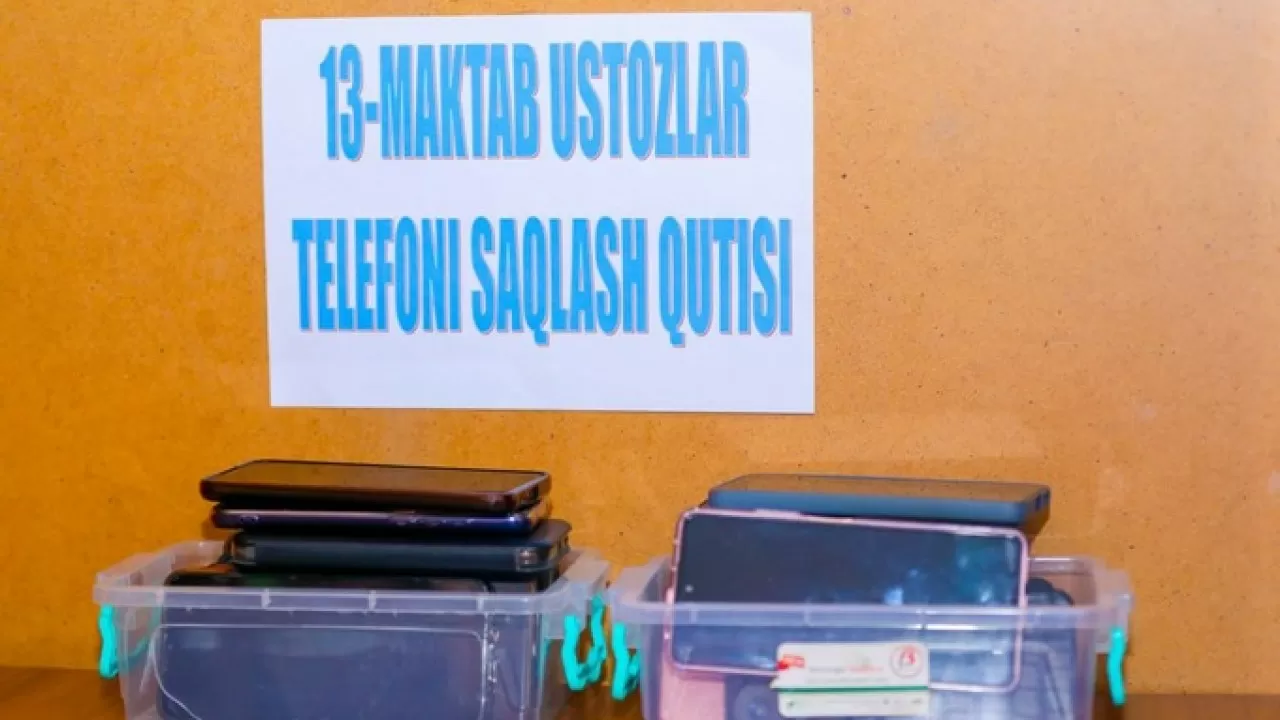 13-MAKTAB USTOZLAR
TELEFONI SAQLASH QUTISI